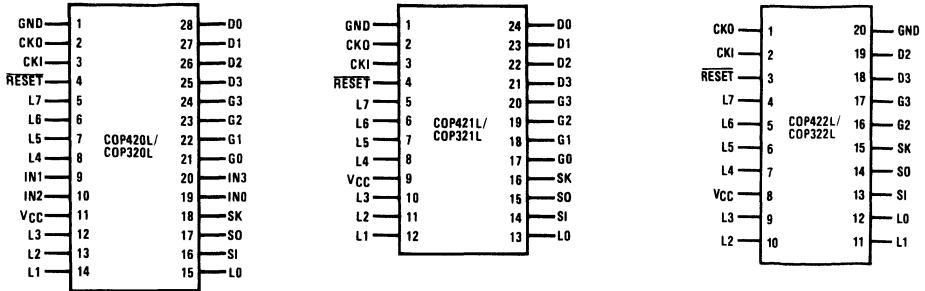 GND 1 28 D0
CKO 2 27 D1
CKI 3 26 D2
RESET 4 25 D3
L7 5 24 G3
L6 6 23 G2
L5 7 22 G1
L4 8 21 G0
IN1 9 20 IN3
IN2 10 19 IN0
VCC 11 18 SK
L3 12 17 SO
L2 13 16 SI
L1 14 15 L0
COP420L/
COP320L
GND 1 24 D0
CKO 2 23 D1
CKI 3 22 D2
RESET 4 21 D3
L7 5 20 G3
L6 6 19 G2
L5 7 18 G1
L4 8 17 G0
VCC 9 16 SK
L3 10 15 SO
L2 11 14 SI
L1 12 13 L0
COP421L/
COP321L
CKO 1 20 GND
CKI 2 19 D2
RESET 3 18 D3
L7 4 17 G3
L6 5 16 G2
L5 6 15 SK
L4 7 14 SO
VCC 8 13 SI
L3 9 12 L0
L2 10 11 L1
COP422L/
COP322L